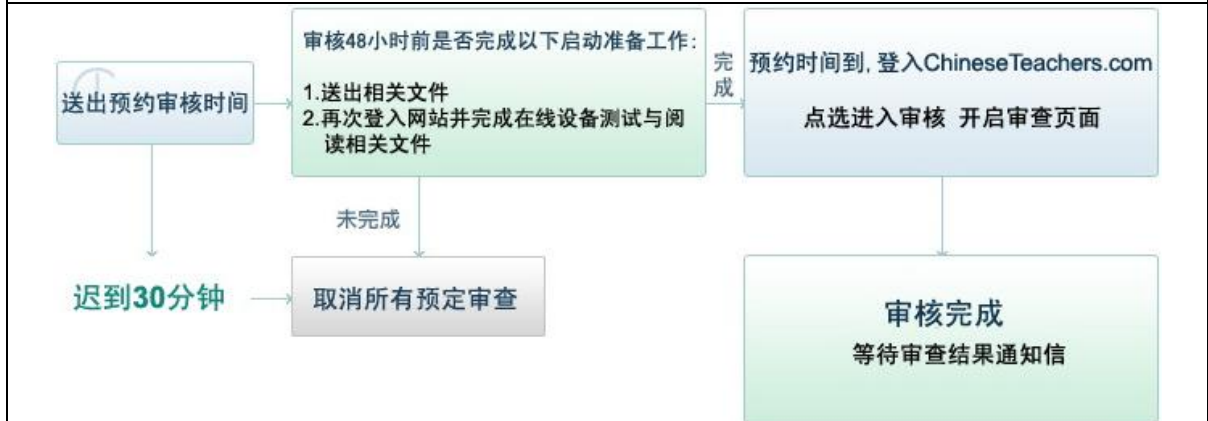 送出预约审核时间
审核48小时前是否完成以下启动准备工作:
1.送出相关文件
2.再次登入网站并完成在线设备测试与阅
读相关文件
完
成
预约时间到, 登入ChineseTeachers.com
点选进入审核 开启审查页面
未完成
迟到30分钟
取消所有预定审查
审核完成
等待审查结果通知信